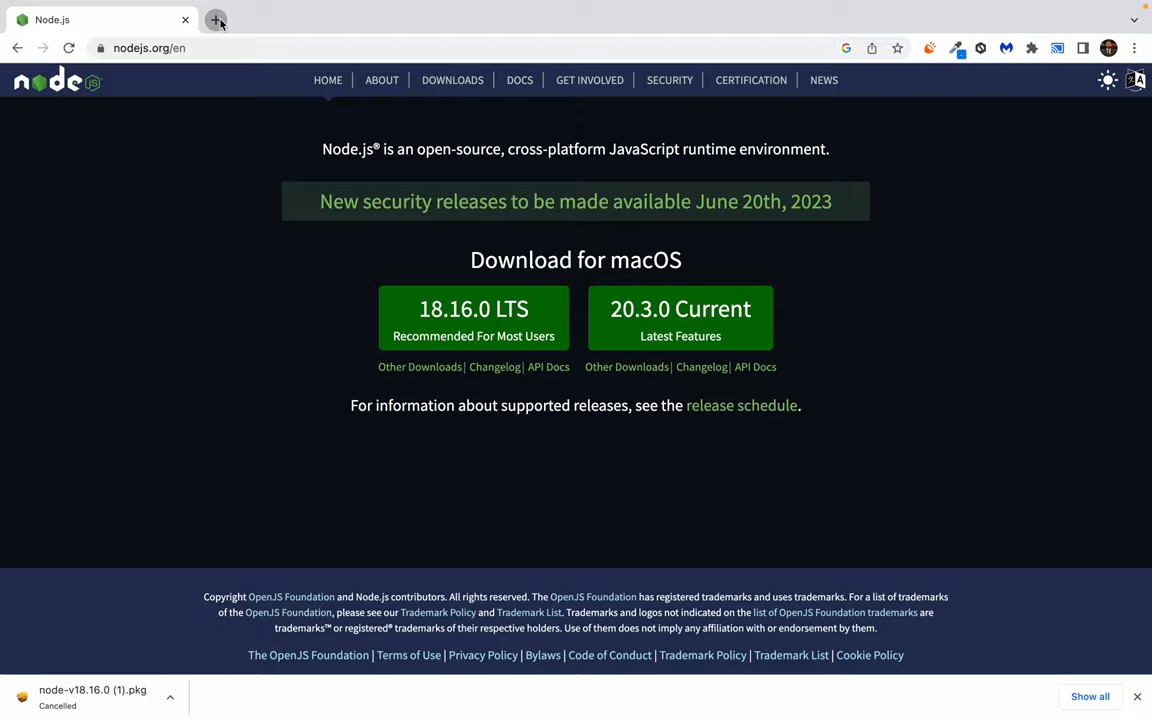 Node.js
nodejs.org/en
node
HOME | ABOUT | DOWNLOADS | DOCS | GET INVOLVED | SECURITY | CERTIFICATION | NEWS
Node.js® is an open-source, cross-platform JavaScript runtime environment.
New security releases to be made available June 20th, 2023
Download for macOS
18.16.0 LTS
Recommended For Most Users
20.3.0 Current
Latest Features
Other Downloads | Changelog | API Docs
Other Downloads | Changelog | API Docs
For information about supported releases, see the release schedule.
Copyright OpenJS Foundation and Node.js contributors. All rights reserved. The OpenJS Foundation has registered trademarks and uses trademarks. For a list of trademarks
of the OpenJS Foundation, please see our Trademark Policy and Trademark List. Trademarks and logos not indicated on the list of OpenJS Foundation trademarks are
trademarks™ or registered® trademarks of their respective holders. Use of them does not imply any affiliation with or endorsement by them.
The OpenJS Foundation | Terms of Use | Privacy Policy | Bylaws | Code of Conduct | Trademark Policy | Trademark List | Cookie Policy
node-v18.16.0 (1).pkg
Cancelled
Show all